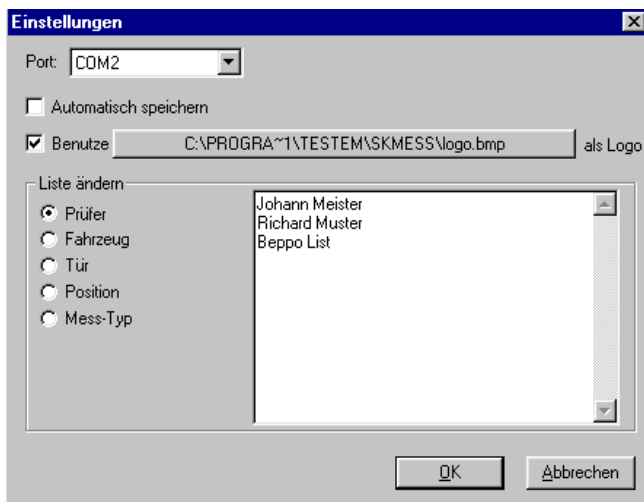 Einstellungen
Port: COM2
Automatisch speichern
Benutze C:\PROGRA~1\TESTEM\SKMESS\logo.bmp als Logo
Liste ändern
Prüfer
Fahrzeug
Tür
Position
Mess-Typ
Johann Meister
Richard Muster
Beppo List
OK Abbrechen